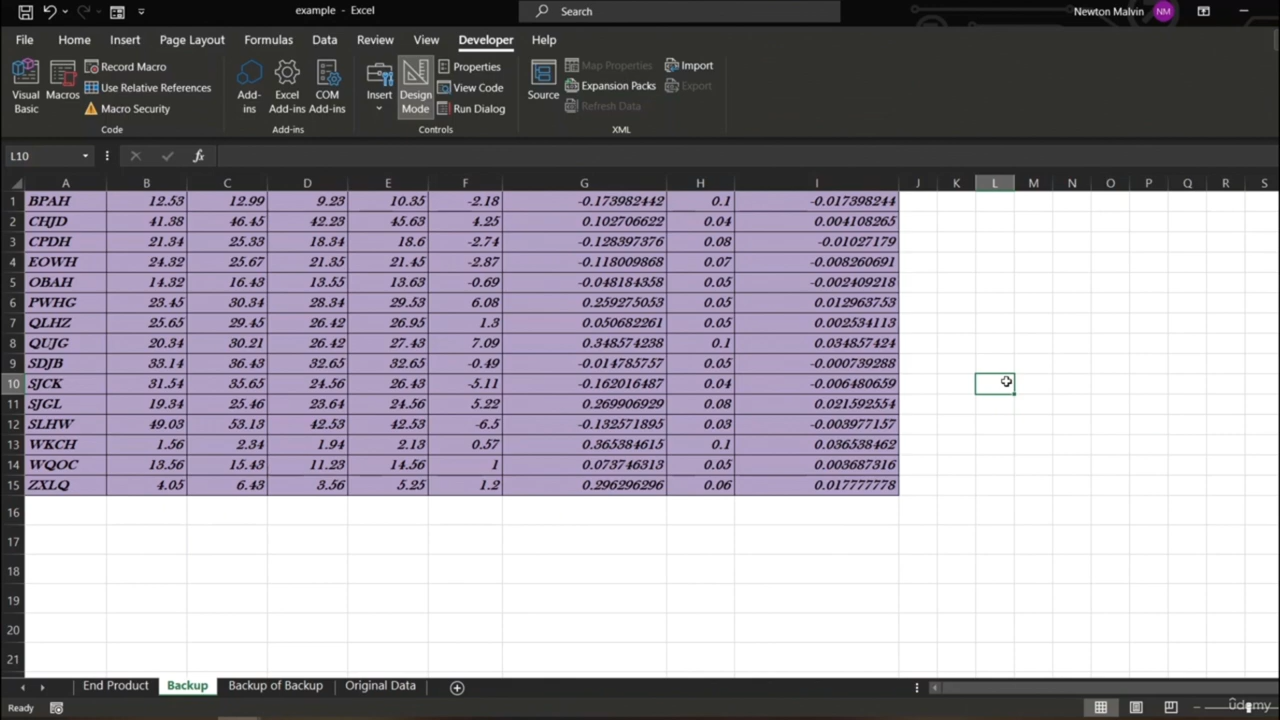 example - Excel
Search
Newton Malvin NM
File Home Insert Page Layout Formulas Data Review View Developer Help
Visual Basic
Macros
Record Macro
Use Relative References
Macro Security
Code
Add-ins
Excel Add-ins
COM Add-ins
Add-ins
Insert
Design Mode
Properties
View Code
Run Dialog
Controls
Source
Map Properties
Expansion Packs
Refresh Data
Import
Export
XML
L10 fx
A B C D E F G H I J K L M N O P Q R S
1 BPAH 12.53 12.99 9.23 10.35 -2.18 -0.173982442 0.1 -0.017398244
2 CHJD 41.38 46.45 42.23 45.63 4.25 0.102706622 0.04 0.004108265
3 CPDH 21.34 25.33 18.34 18.6 -2.74 -0.128397376 0.08 -0.01027179
4 EOWH 24.32 25.67 21.35 21.45 -2.87 -0.118009868 0.07 -0.008260691
5 OBAH 14.32 16.43 13.55 13.63 -0.69 -0.048184358 0.05 -0.002409218
6 PWHG 23.45 30.34 28.34 29.53 6.08 0.259275053 0.05 0.012963753
7 QLHZ 25.65 29.45 26.42 26.95 1.3 0.050682261 0.05 0.002534113
8 QUJG 20.34 30.21 26.42 27.43 7.09 0.348574238 0.1 0.034857424
9 SDJB 33.14 36.43 32.65 32.65 -0.49 -0.014785757 0.05 -0.000739288
10 SJCK 31.54 35.65 24.56 26.43 -5.11 -0.162016487 0.04 -0.006480659
11 SJGL 19.34 25.46 23.64 24.56 5.22 0.269906929 0.08 0.021592554
12 SLHW 49.03 53.13 42.53 42.53 -6.5 -0.132571895 0.03 -0.003977157
13 WKCH 1.56 2.34 1.94 2.13 0.57 0.365384615 0.1 0.036538462
14 WQOC 13.56 15.43 11.23 14.56 1 0.073746313 0.05 0.003687316
15 ZXLQ 4.05 6.43 3.56 5.25 1.2 0.296296296 0.06 0.017777778
16
17
18
19
20
21
End Product Backup Backup of Backup Original Data
Ready
ûdemy